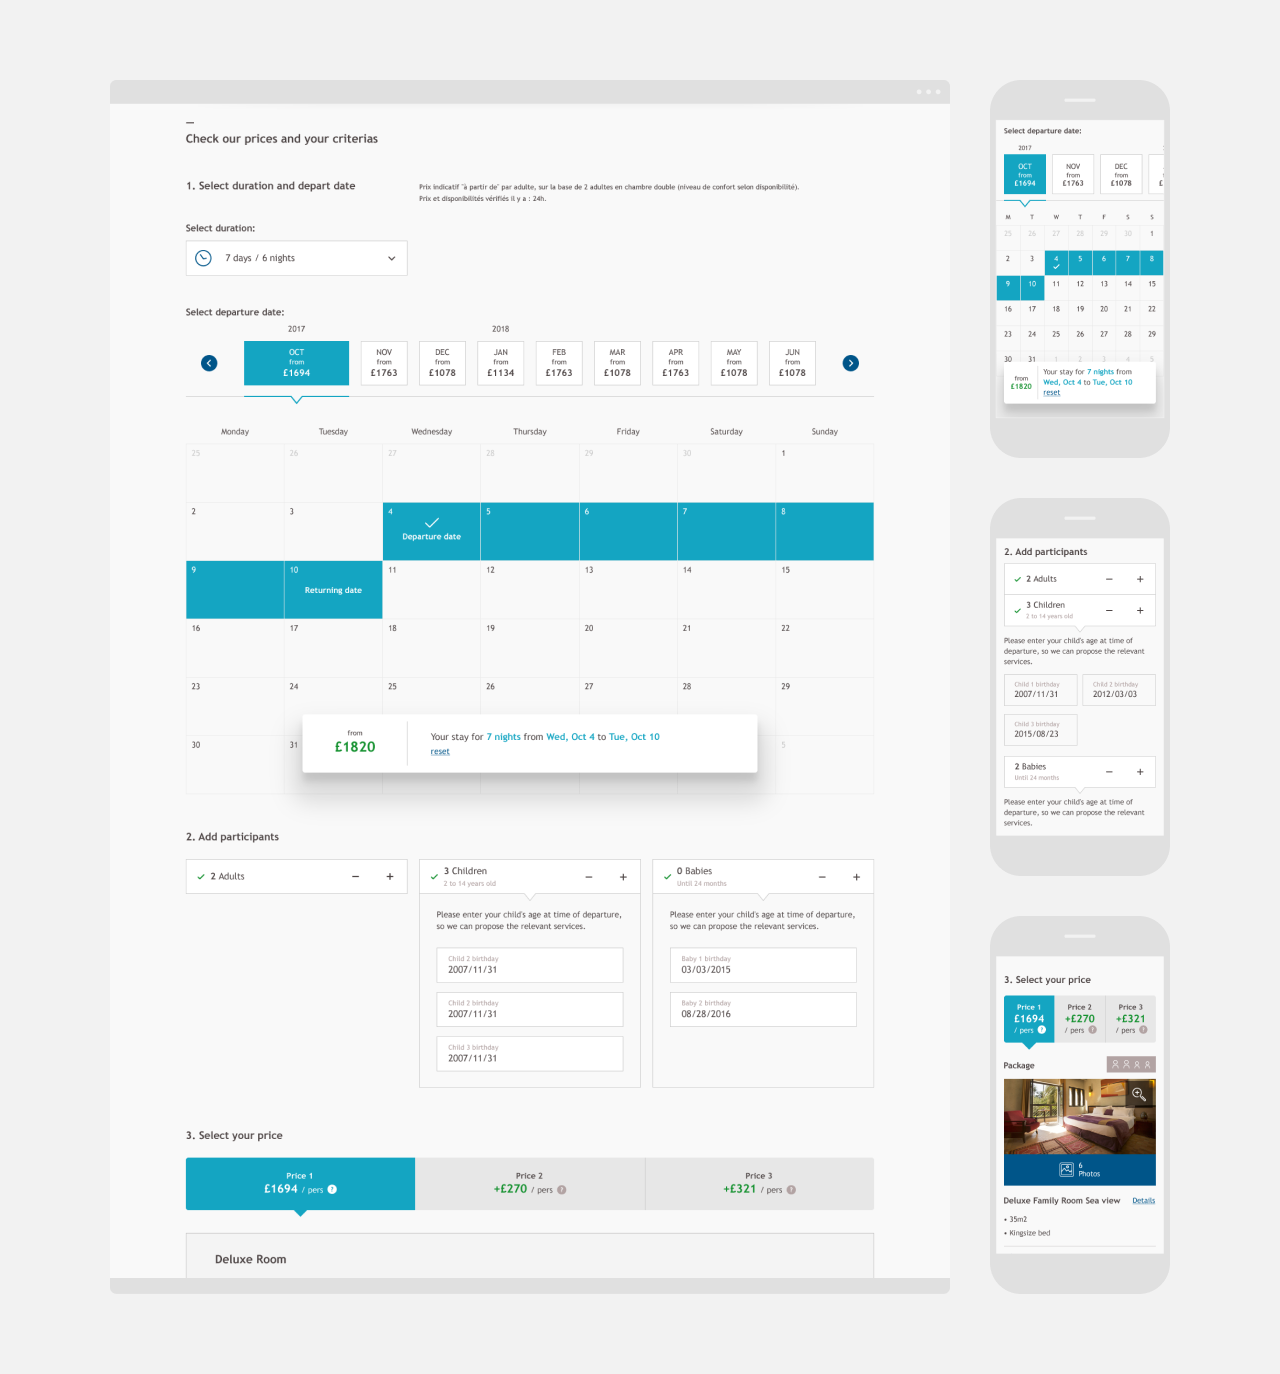 Check our prices and your criterias
1. Select duration and depart date
Prix indicatif "à partir de" par adulte, sur la base de 2 adultes en chambre double (niveau de confort selon disponibilité).
Prix et disponibilités vérifiés il y a : 24h.
Select duration:
7 days / 6 nights
Select departure date:
2017 2018
OCT NOV DEC JAN FEB MAR APR MAY JUN
from from from from from from from from from
£1694 £1763 £1078 £1134 £1763 £1078 £1763 £1078 £1078
Monday Tuesday Wednesday Thursday Friday Saturday Sunday
25 26 27 28 29 30 1
2 3 4 5 6 7 8
Departure date
9 10 11 12 13 14 15
Returning date
16 17 18 19 20 21 22
23 24 25 26 27 28 29
30 31 5
from
£1820
Your stay for 7 nights from Wed, Oct 4 to Tue, Oct 10
reset
2. Add participants
2 Adults
3 Children
2 to 14 years old
Please enter your child's age at time of departure,
so we can propose the relevant services.
Child 2 birthday
2007/11/31
Child 2 birthday
2007/11/31
Child 3 birthday
2007/11/31
0 Babies
Until 24 months
Please enter your child's age at time of departure,
so we can propose the relevant services.
Baby 1 birthday
03/03/2015
Baby 2 birthday
08/28/2016
3. Select your price
Price 1
£1694 / pers ?
Price 2
+£270 / pers ?
Price 3
+£321 / pers ?
Deluxe Room
Select departure date:
2017
OCT NOV DEC
from from from
£1694 £1763 £1078 £
M T W T F S S
25 26 27 28 29 30 1
2 3 4 5 6 7 8
9 10 11 12 13 14 15
16 17 18 19 20 21 22
23 24 25 26 27 28 29
30 31 1 2 3 4 5
from
£1820
Your stay for 7 nights from
Wed, Oct 4 to Tue, Oct 10
reset
2. Add participants
2 Adults
3 Children
2 to 14 years old
Please enter your child's age at time of
departure, so we can propose the relevant
services.
Child 1 birthday
2007/11/31
Child 2 birthday
2012/03/03
Child 3 birthday
2015/08/23
2 Babies
Until 24 months
Please enter your child's age at time of
departure, so we can propose the relevant
services.
3. Select your price
Price 1 Price 2 Price 3
£1694 +£270 +£321
/ pers ? / pers ? / pers ?
Package
6
Photos
Deluxe Family Room Sea view Details
• 35m2
• Kingsize bed